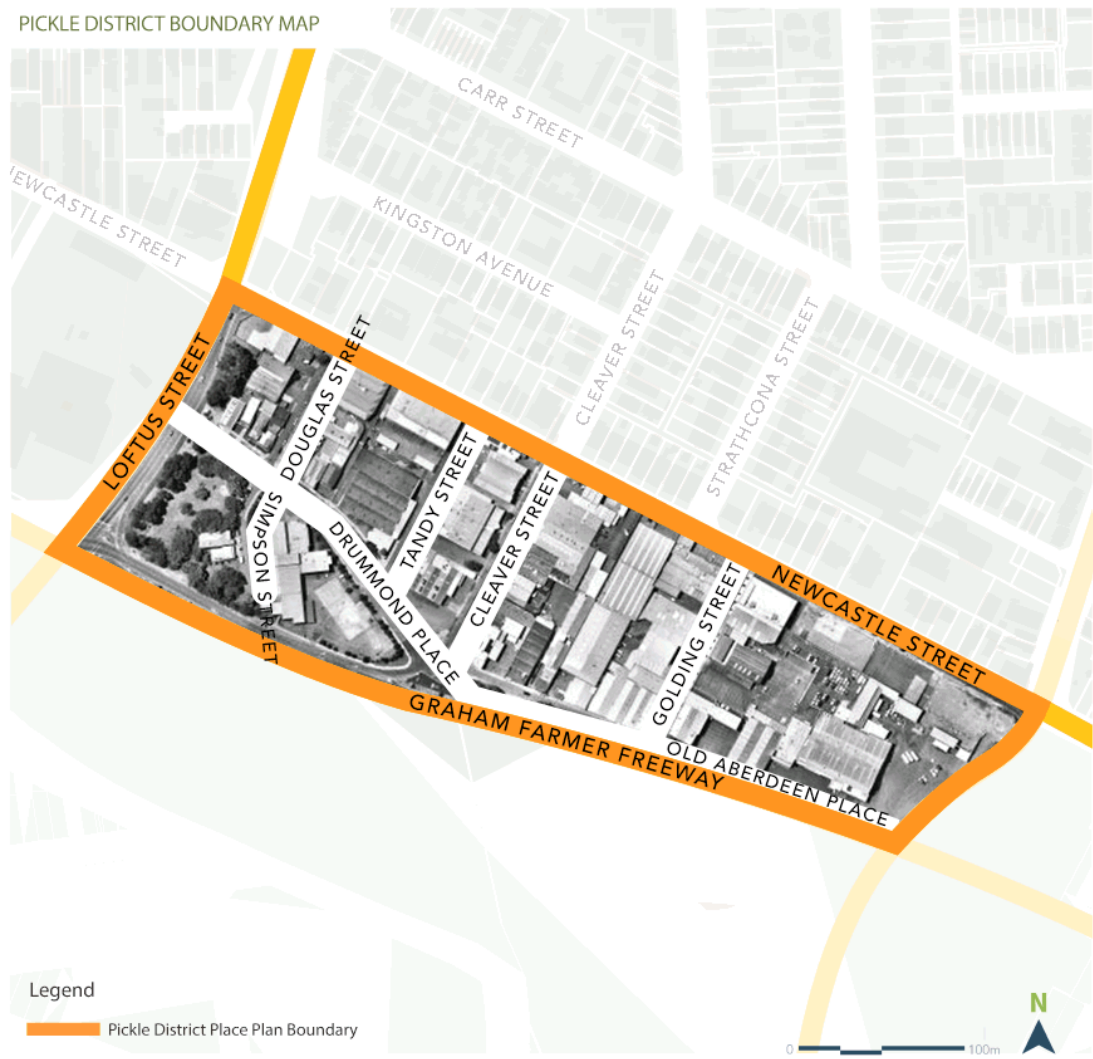 PICKLE DISTRICT BOUNDARY MAP
CARR STREET
KINGSTON AVENUE
NEWCASTLE STREET
CLEAVER STREET
STRATHCONA STREET
LOFTUS STREET
DOUGLAS STREET
SIMPSON STREET
DRUMMOND PLACE
TANDY STREET
CLEAVER STREET
GOLDING STREET
NEWCASTLE STREET
GRAHAM FARMER FREEWAY
OLD ABERDEEN PLACE
Legend
Pickle District Place Plan Boundary
N
0 100m